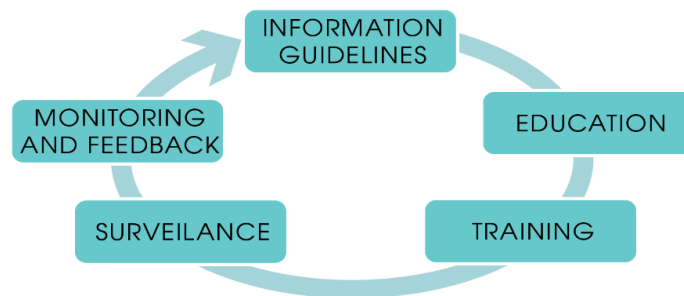 INFORMATION
GUIDELINES
EDUCATION
TRAINING
SURVEILANCE
MONITORING
AND FEEDBACK